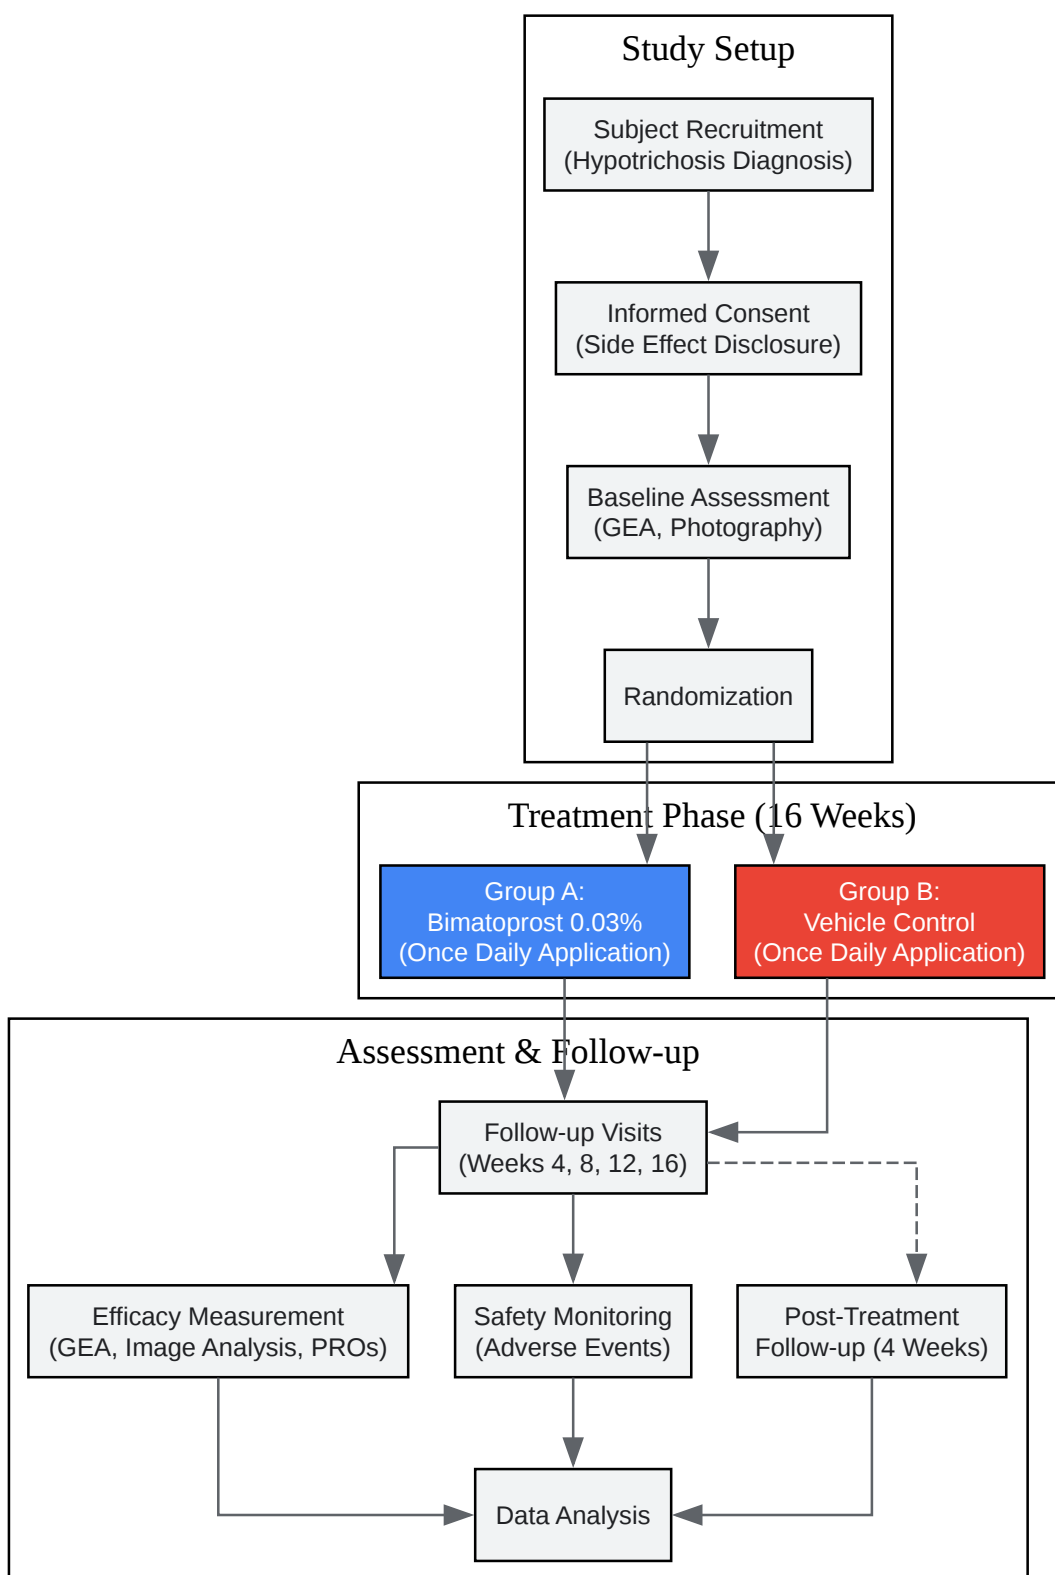 Study Setup
Subject Recruitment
(Hypotrichosis Diagnosis)
Informed Consent
(Side Effect Disclosure)
Baseline Assessment
(GEA, Photography)
Randomization
Treatment Phase (16 Weeks)
Group A:
Bimatoprost 0.03%
(Once Daily Application)
Group B:
Vehicle Control
(Once Daily Application)
Assessment & Follow-up
Follow-up Visits
(Weeks 4, 8, 12, 16)
Efficacy Measurement
(GEA, Image Analysis, PROs)
Safety Monitoring
(Adverse Events)
Post-Treatment
Follow-up (4 Weeks)
Data Analysis